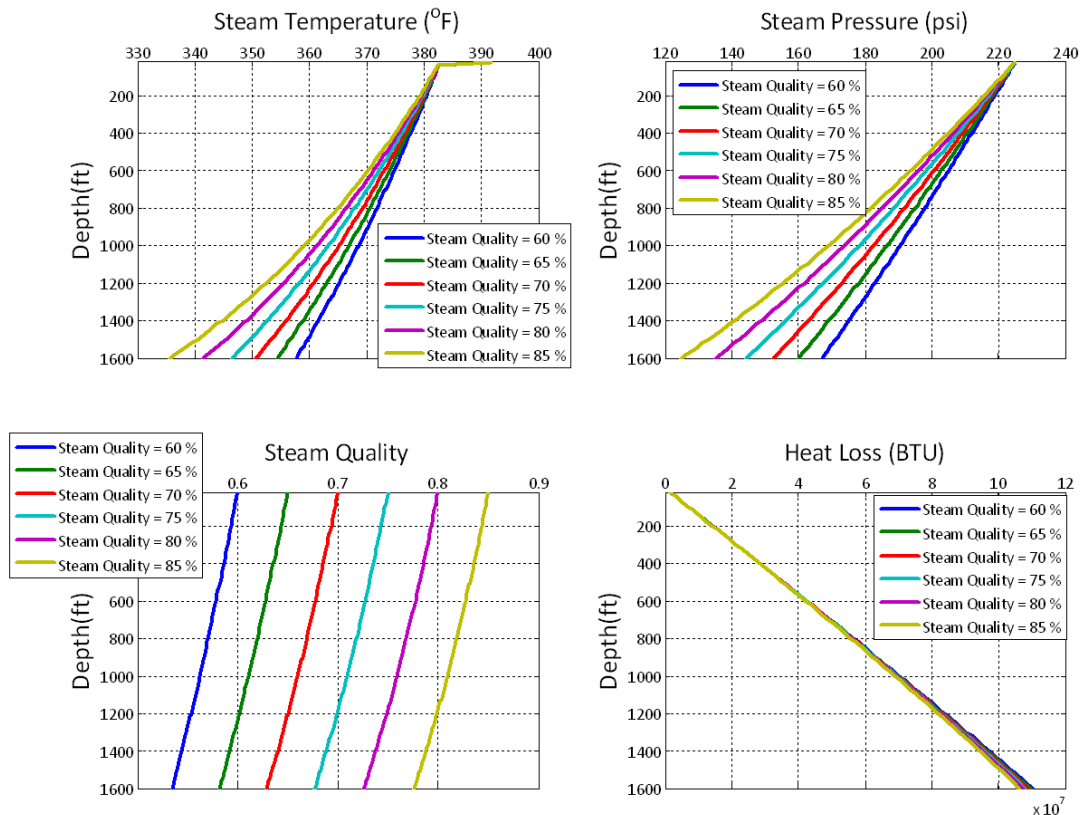 Steam Temperature (⁰F)
330 340 350 360 370 380 390 400
200
400
600
800
1000
1200
1400
1600
Depth(ft)
Steam Quality = 60 %
Steam Quality = 65 %
Steam Quality = 70 %
Steam Quality = 75 %
Steam Quality = 80 %
Steam Quality = 85 %
Steam Pressure (psi)
120 140 160 180 200 220 240
200
400
600
800
1000
1200
1400
1600
Depth(ft)
Steam Quality = 60 %
Steam Quality = 65 %
Steam Quality = 70 %
Steam Quality = 75 %
Steam Quality = 80 %
Steam Quality = 85 %
Steam Quality
0.6 0.7 0.8 0.9
600
800
1000
1200
1400
1600
Depth(ft)
Steam Quality = 60 %
Steam Quality = 65 %
Steam Quality = 70 %
Steam Quality = 75 %
Steam Quality = 80 %
Steam Quality = 85 %
Heat Loss (BTU)
0 2 4 6 8 10 12
200
400
600
800
1000
1200
1400
1600
Depth(ft)
Steam Quality = 60 %
Steam Quality = 65 %
Steam Quality = 70 %
Steam Quality = 75 %
Steam Quality = 80 %
Steam Quality = 85 %
x 10⁷